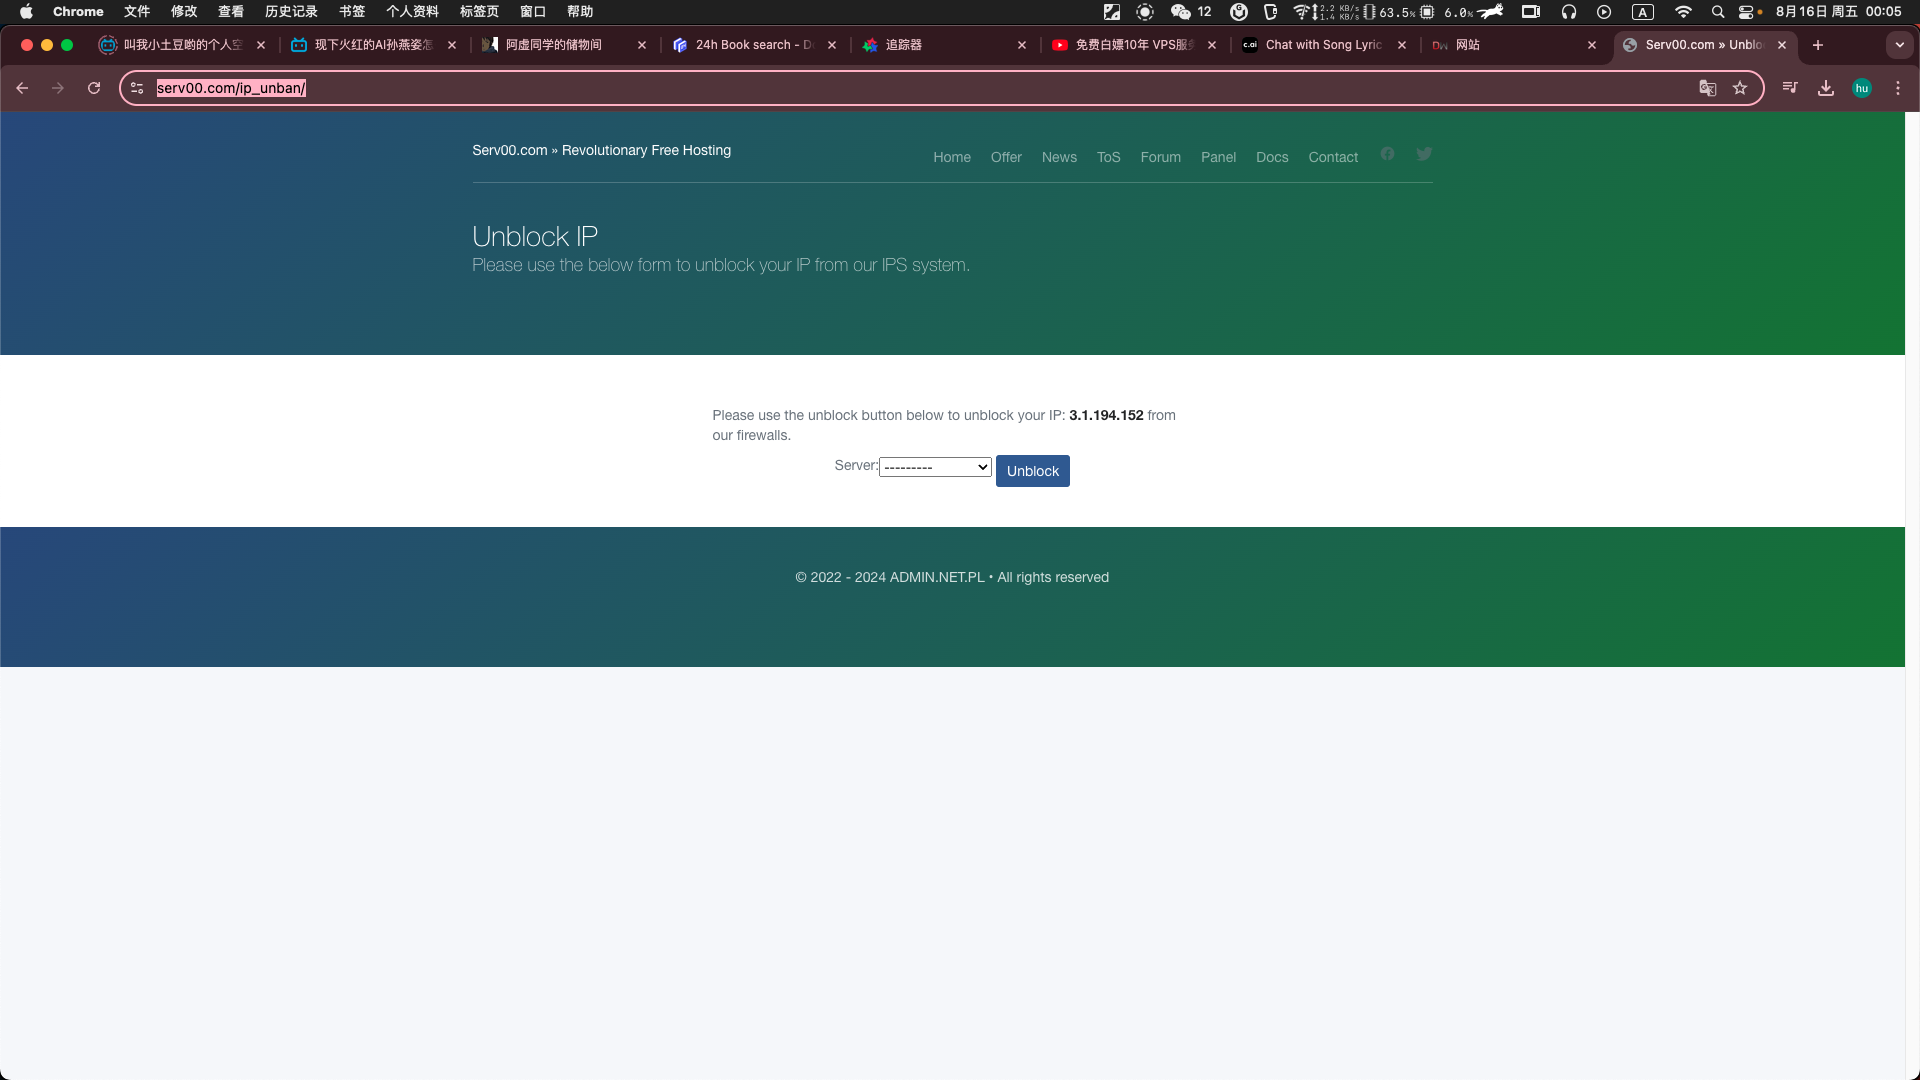 Chrome 文件 修改 查看 历史记录 书签 个人资料 标签页 窗口 帮助 12 2.2 KB/s 1.4 KB/s 63.5% 6.0% A 8月16日 周五 00:05
叫我小土豆哟的个人空 现下火红的AI孙燕姿怎 阿虚同学的储物间 24h Book search - D 追踪器 免费白嫖10年 VPS服务 c.ai Chat with Song Lyric DW 网站 Serv00.com » Unblo
serv00.com/ip_unban/ hu
Serv00.com » Revolutionary Free Hosting
Home Offer News ToS Forum Panel Docs Contact
Unblock IP
Please use the below form to unblock your IP from our IPS system.
Please use the unblock button below to unblock your IP: 3.1.194.152 from
our firewalls.
Server: --------- Unblock
© 2022 - 2024 ADMIN.NET.PL • All rights reserved